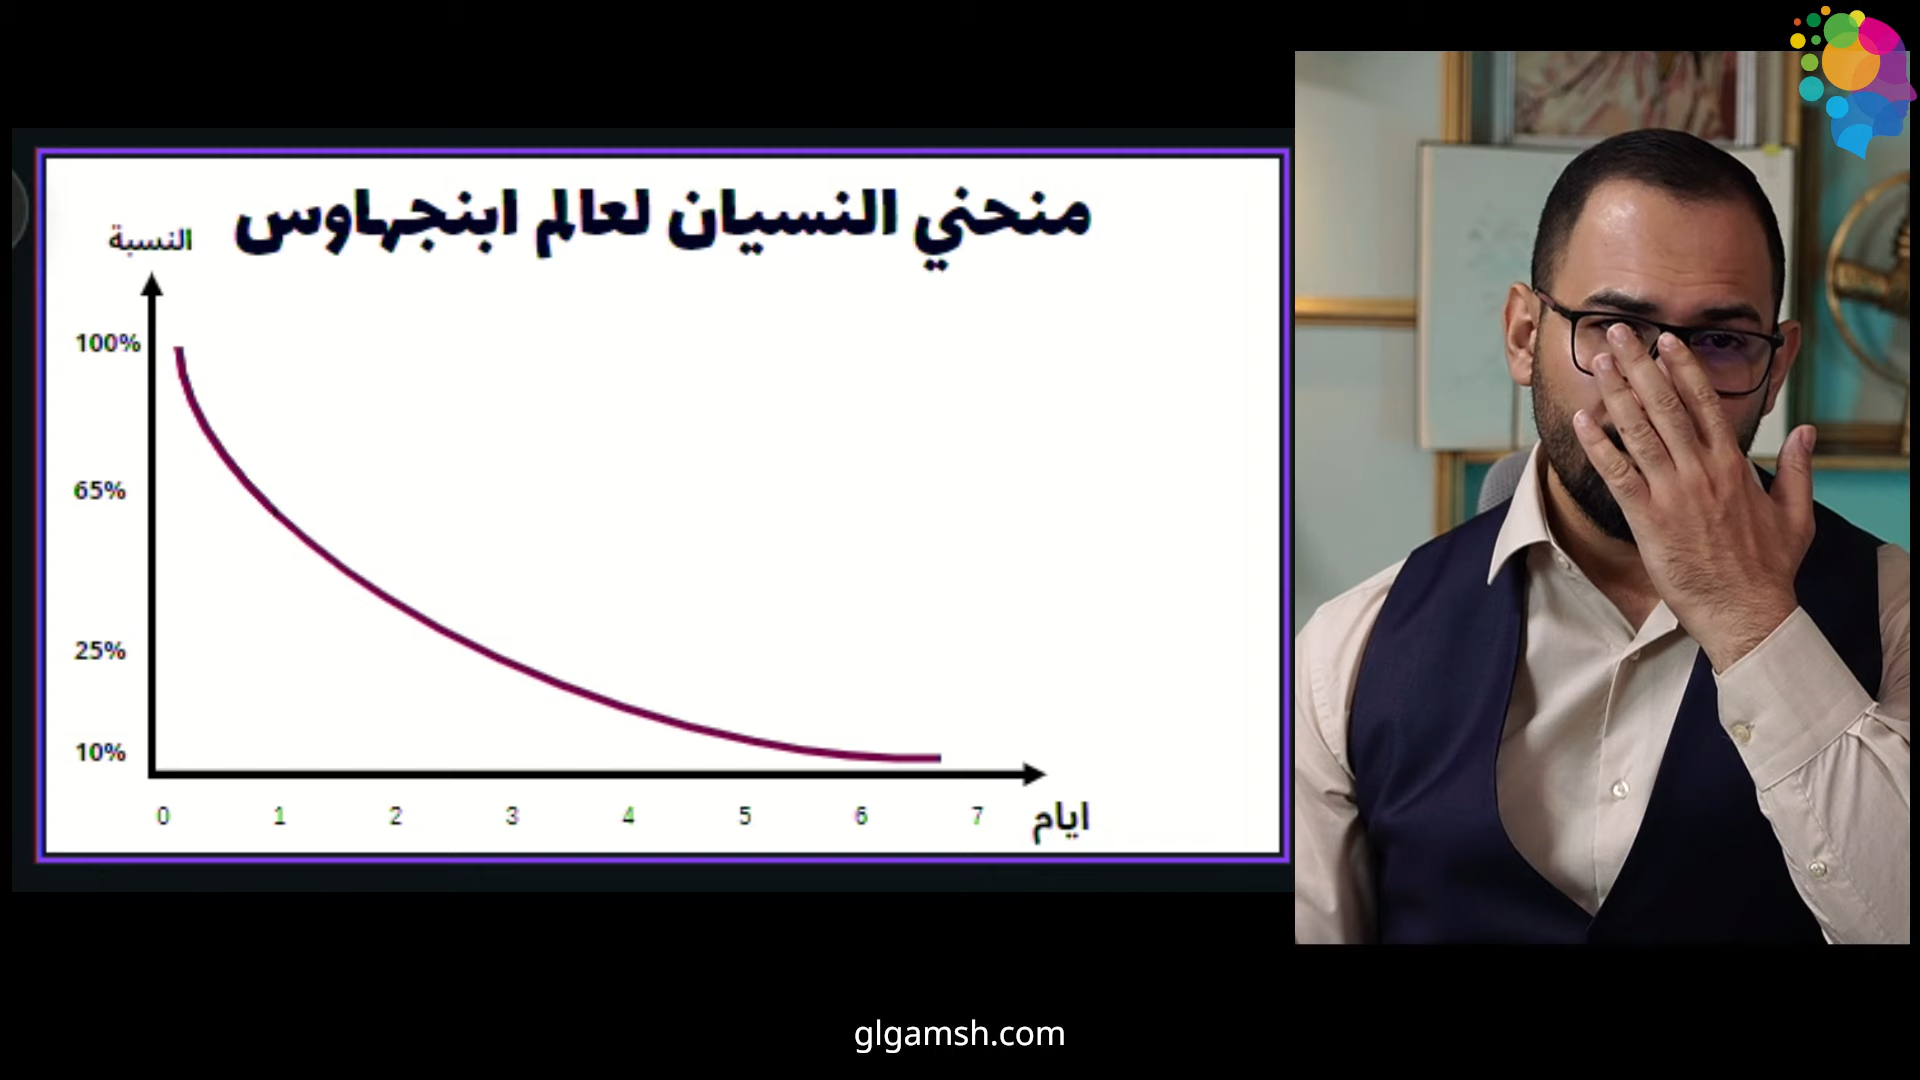 منحني النسيان لعالم ابنجهاوس
النسبة
100%
65%
25%
10%
0 1 2 3 4 5 6 7
ايام
glgamsh.com